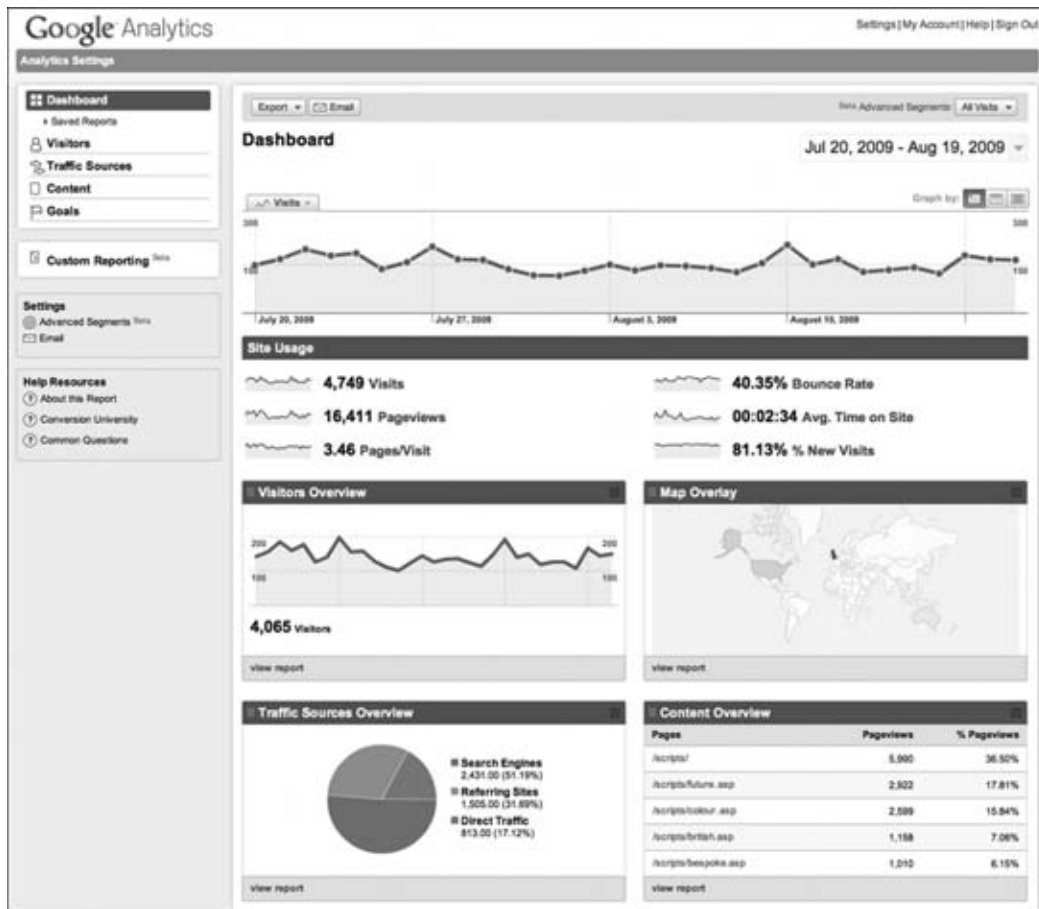 Google Analytics
Settings | My Account | Help | Sign Out
Analytics Settings
Dashboard
Saved Reports
Visitors
Traffic Sources
Content
Goals
Custom Reporting Beta
Settings
Advanced Segments Beta
Email
Help Resources
About this Report
Conversion University
Common Questions
Export Email
Beta Advanced Segments: All Visits
Dashboard
Jul 20, 2009 - Aug 19, 2009
Visits
Graph by:
300 300
150 150
July 20, 2009 July 27, 2009 August 3, 2009 August 10, 2009
Site Usage
4,749 Visits
40.35% Bounce Rate
16,411 Pageviews
00:02:34 Avg. Time on Site
3.46 Pages/Visit
81.13% % New Visits
Visitors Overview
200 200
100 100
4,065 Visitors
view report
Map Overlay
view report
Traffic Sources Overview
Search Engines
2,431.00 (51.19%)
Referring Sites
1,505.00 (31.69%)
Direct Traffic
813.00 (17.12%)
view report
Content Overview
Pages Pageviews % Pageviews
/scripts/ 5,990 36.50%
/scripts/future.asp 2,922 17.81%
/scripts/colour.asp 2,599 15.84%
/scripts/british.asp 1,158 7.06%
/scripts/bespoke.asp 1,010 6.15%
view report